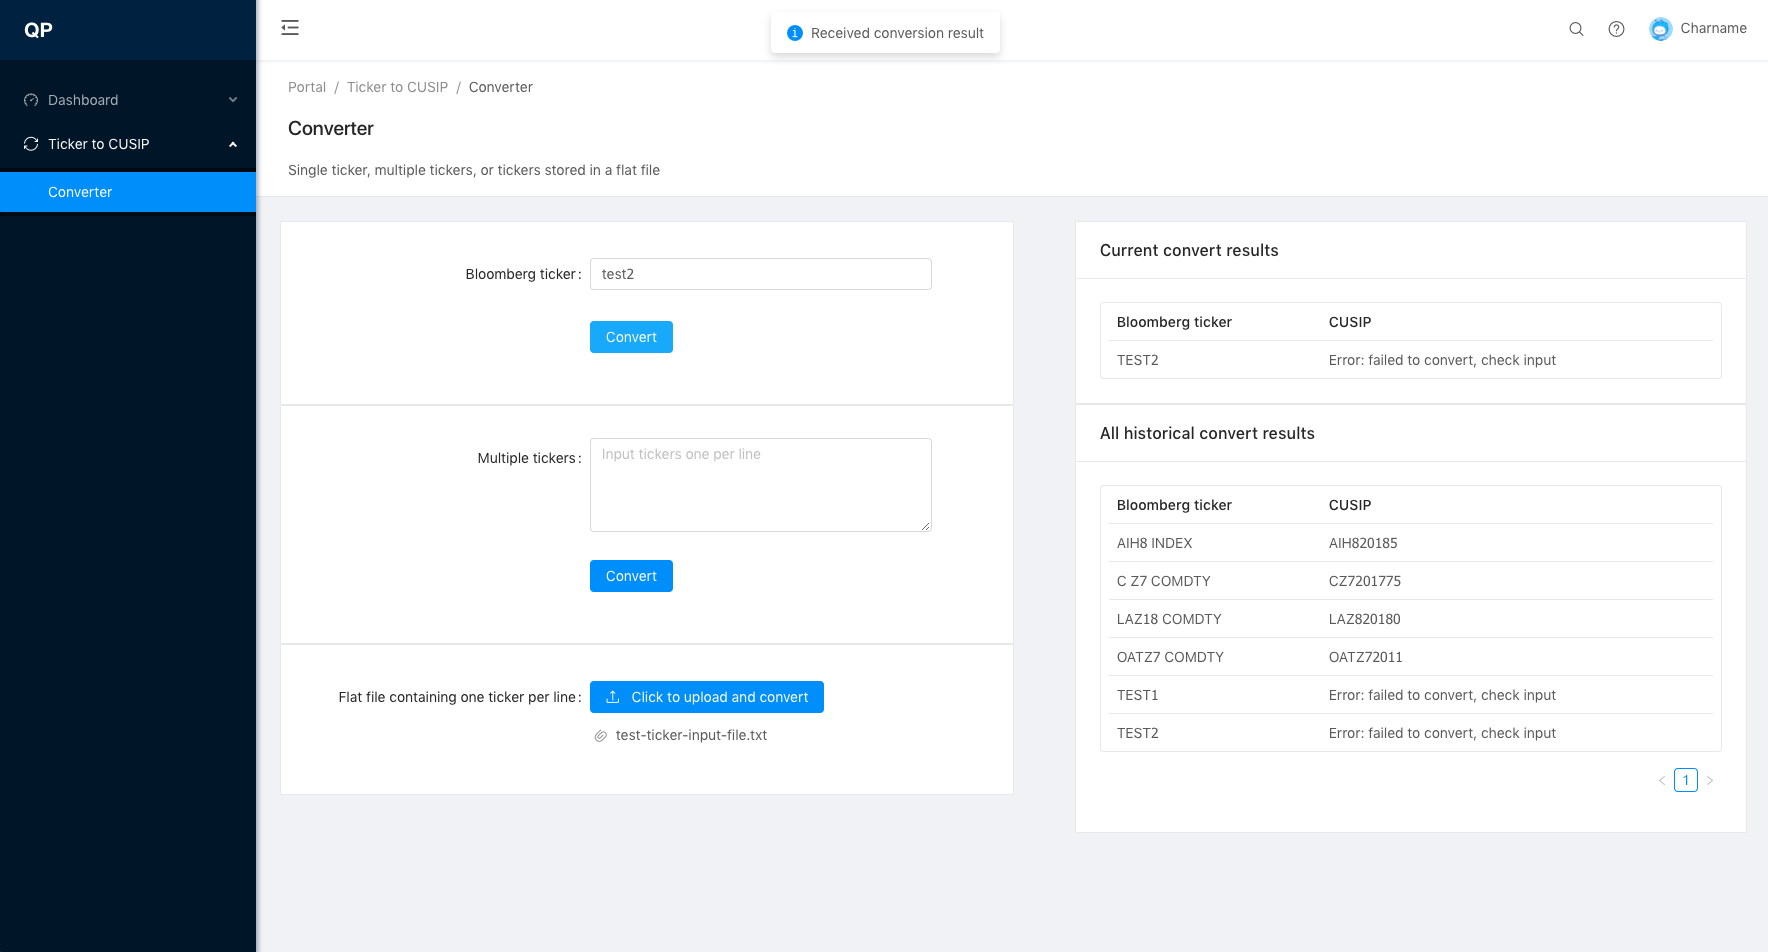 QP
Dashboard
Ticker to CUSIP
Converter
Received conversion result
Charname
Portal / Ticker to CUSIP / Converter
Converter
Single ticker, multiple tickers, or tickers stored in a flat file
Bloomberg ticker: test2
Convert
Multiple tickers: Input tickers one per line
Convert
Flat file containing one ticker per line: Click to upload and convert
test-ticker-input-file.txt
Current convert results
Bloomberg ticker CUSIP
TEST2 Error: failed to convert, check input
All historical convert results
Bloomberg ticker CUSIP
AIH8 INDEX AIH820185
C Z7 COMDTY CZ7201775
LAZ18 COMDTY LAZ820180
OATZ7 COMDTY OATZ72011
TEST1 Error: failed to convert, check input
TEST2 Error: failed to convert, check input
< 1 >